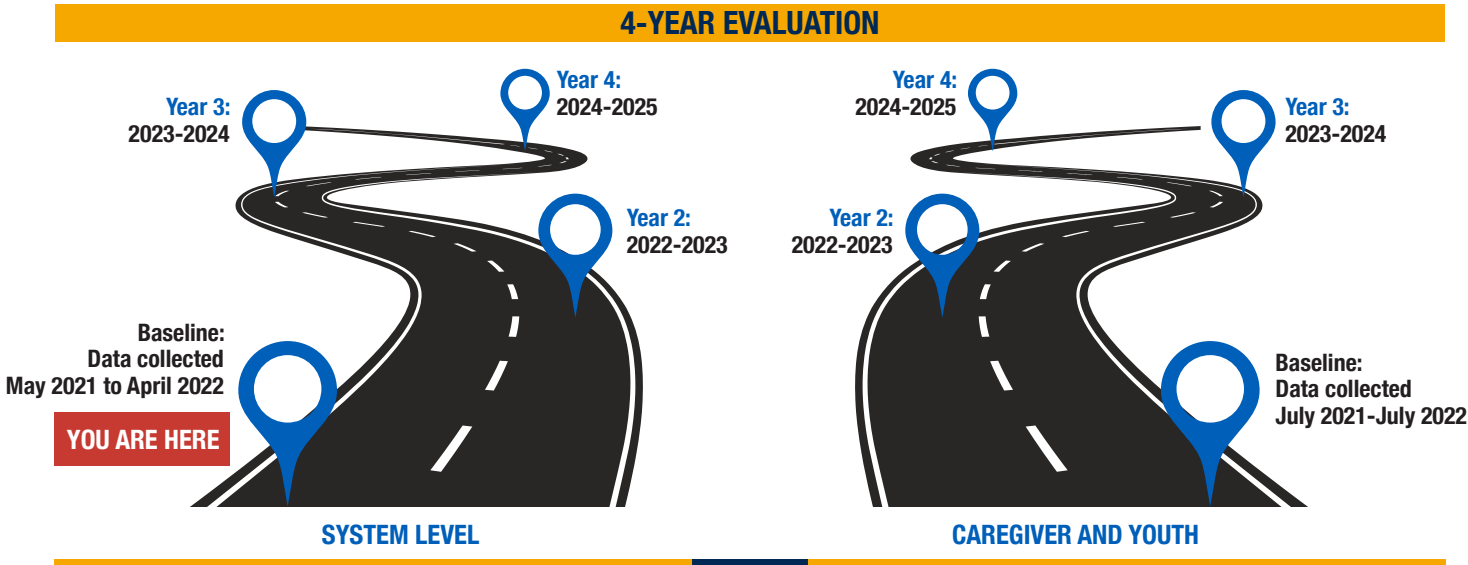 4-YEAR EVALUATION
Year 4:
2024-2025
Year 3:
2023-2024
Year 2:
2022-2023
Baseline:
Data collected
May 2021 to April 2022
YOU ARE HERE
SYSTEM LEVEL
Year 4:
2024-2025
Year 3:
2023-2024
Year 2:
2022-2023
Baseline:
Data collected
July 2021-July 2022
CAREGIVER AND YOUTH